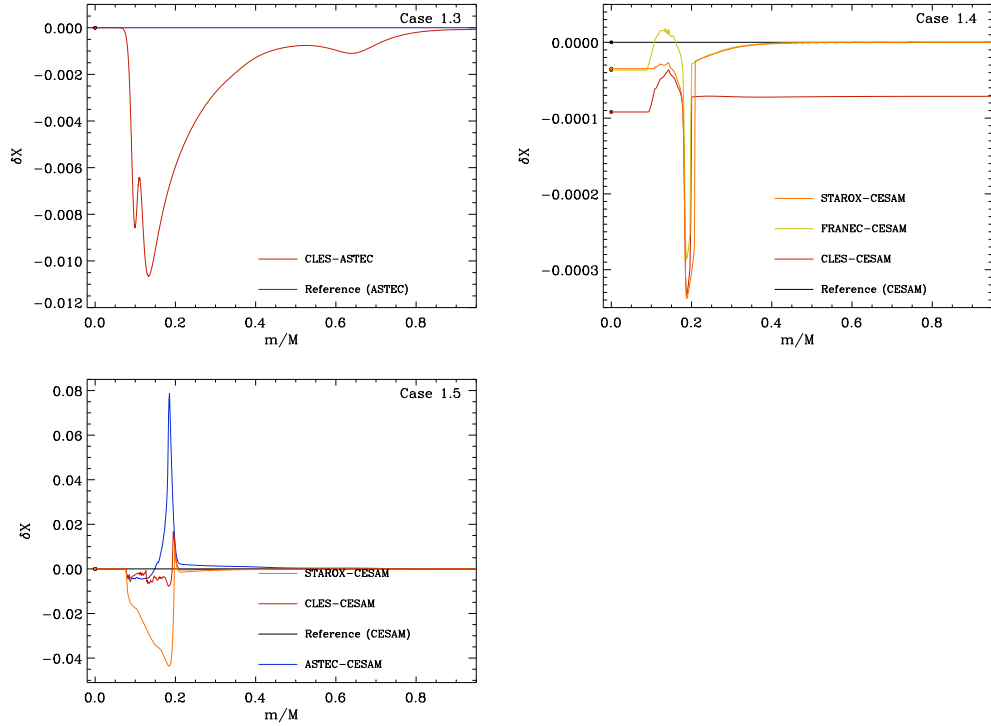 Case 1.3
0.000
−0.002
−0.004
−0.006
−0.008
−0.010
−0.012
δX
CLES−ASTEC
Reference (ASTEC)
0.0 0.2 0.4 0.6 0.8
m/M
Case 1.4
0.0000
−0.0001
−0.0002
−0.0003
δX
STAROX−CESAM
FRANEC−CESAM
CLES−CESAM
Reference (CESAM)
0.0 0.2 0.4 0.6 0.8
m/M
Case 1.5
0.08
0.06
0.04
0.02
0.00
−0.02
−0.04
δX
STAROX−CESAM
CLES−CESAM
Reference (CESAM)
ASTEC−CESAM
0.0 0.2 0.4 0.6 0.8
m/M